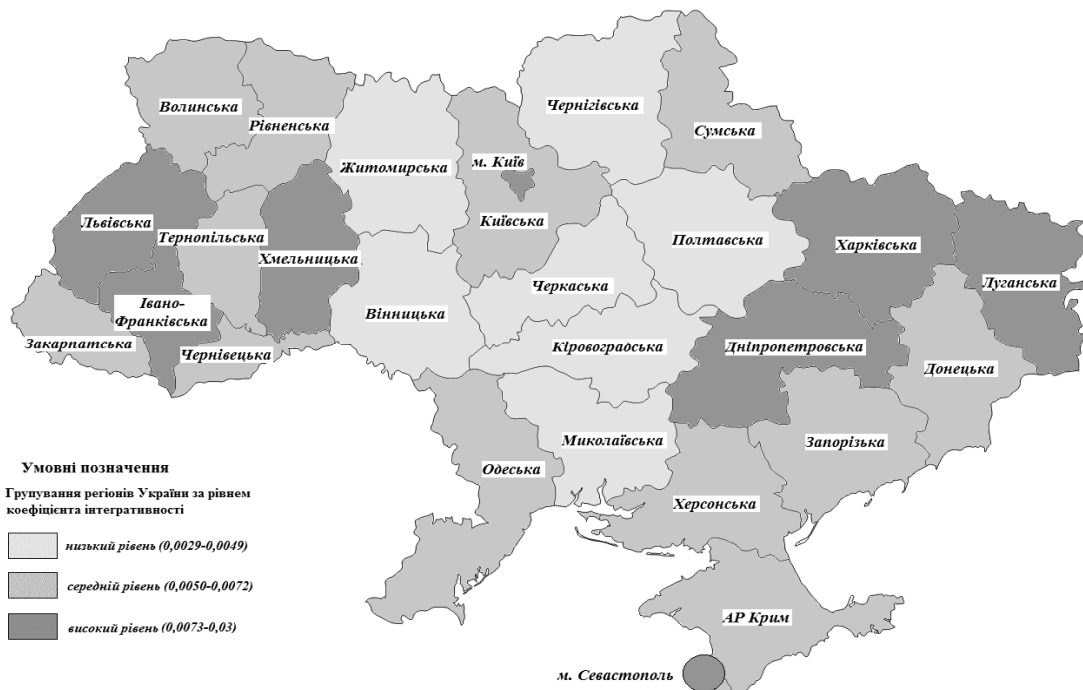 Волинська
Рівненська
Чернігівська
Сумська
Житомирська
м. Київ
Київська
Львівська
Тернопільська
Хмельницька
Полтавська
Харківська
Луганська
Івано-
Франківська
Закарпатська
Чернівецька
Вінницька
Черкаська
Кіровоградська
Дніпропетровська
Донецька
Миколаївська
Запорізька
Одеська
Херсонська
АР Крим
м. Севастополь
Умовні позначення
Групування регіонів України за рівнем
коефіцієнта інтегративності
низький рівень (0,0029-0,0049)
середній рівень (0,0050-0,0072)
високий рівень (0,0073-0,03)